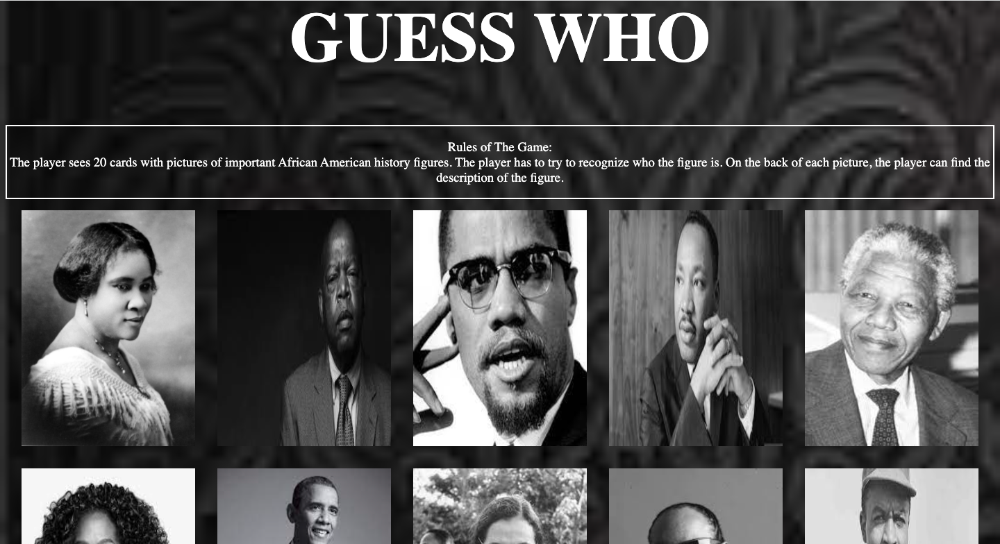 GUESS WHO
Rules of The Game:
The player sees 20 cards with pictures of important African American history figures. The player has to try to recognize who the figure is. On the back of each picture, the player can find the
description of the figure.